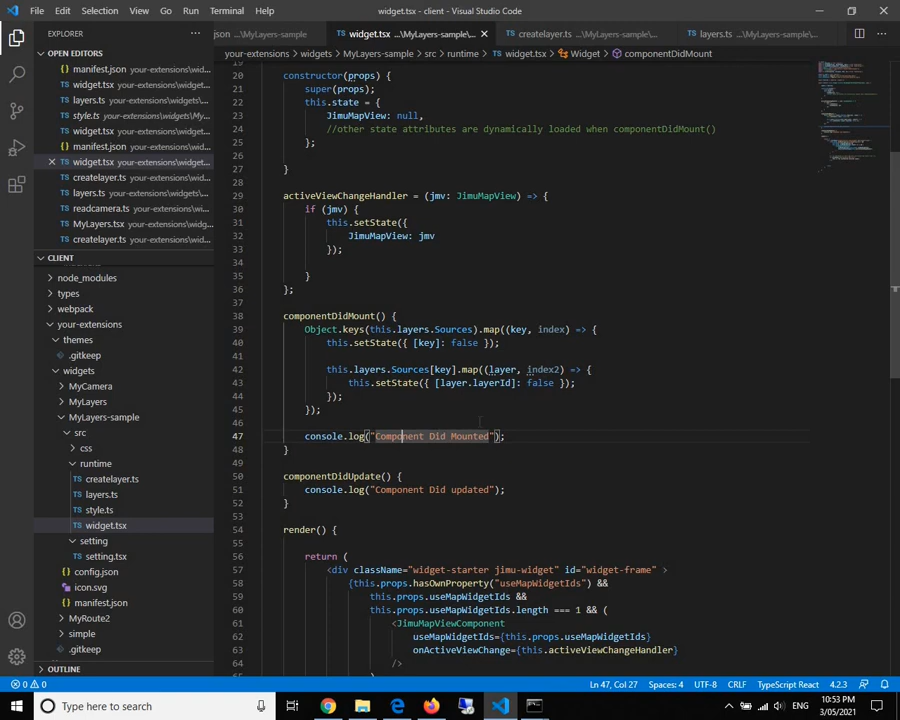 File Edit Selection View Go Run Terminal Help widget.tsx - client - Visual Studio Code
EXPLORER ··· json ...\MyLayers-sample widget.tsx ...\MyLayers-sample createlayer.ts ...\MyLayers-sample layers.ts ...\MyLayers-sample ···
OPEN EDITORS your-extensions > widgets > MyLayers-sample > src > runtime > widget.tsx > Widget > componentDidMount
manifest.json your-extensions\wid...
widget.tsx your-extensions\widget...
layers.ts your-extensions\widget...
style.ts your-extensions\widget...
widget.tsx your-extensions\widget...
manifest.json your-extensions\wid...
widget.tsx your-extensions\widget...
createlayer.ts your-extensions\wid...
layers.ts your-extensions\widget...
readcamera.ts your-extensions\wid...
MyLayers.tsx your-extensions\wid...
createlayer.ts your-extensions\wid...
CLIENT
node_modules
types
webpack
your-extensions
themes
.gitkeep
widgets
MyCamera
MyLayers
MyLayers-sample
src
css
runtime
createlayer.ts
layers.ts
style.ts
widget.tsx
setting
setting.tsx
config.json
icon.svg
manifest.json
MyRoute2
simple
.gitkeep
OUTLINE
19
20 constructor(props) {
21 super(props);
22 this.state = {
23 JimuMapView: null,
24 //other state attributes are dynamically loaded when componentDidMount()
25 };
26
27 }
28
29 activeViewChangeHandler = (jmv: JimuMapView) => {
30 if (jmv) {
31 this.setState({
32 JimuMapView: jmv
33 });
34
35 }
36 };
37
38 componentDidMount() {
39 Object.keys(this.layers.Sources).map((key, index) => {
40 this.setState({ [key]: false });
41
42 this.layers.Sources[key].map((layer, index2) => {
43 this.setState({ [layer.layerId]: false });
44 });
45 });
46
47 console.log("Component Did Mounted");
48 }
49
50 componentDidUpdate() {
51 console.log("Component Did updated");
52 }
53
54 render() {
55
56 return (
57 <div className="widget-starter jimu-widget" id="widget-frame" >
58 {this.props.hasOwnProperty("useMapWidgetIds") &&
59 this.props.useMapWidgetIds &&
60 this.props.useMapWidgetIds.length === 1 && (
61 <JimuMapViewComponent
62 useMapWidgetIds={this.props.useMapWidgetIds}
63 onActiveViewChange={this.activeViewChangeHandler}
64 />
)
0 0 Ln 47, Col 27 Spaces: 4 UTF-8 CRLF TypeScript React 4.2.3
Type here to search 10:53 PM
3/05/2021